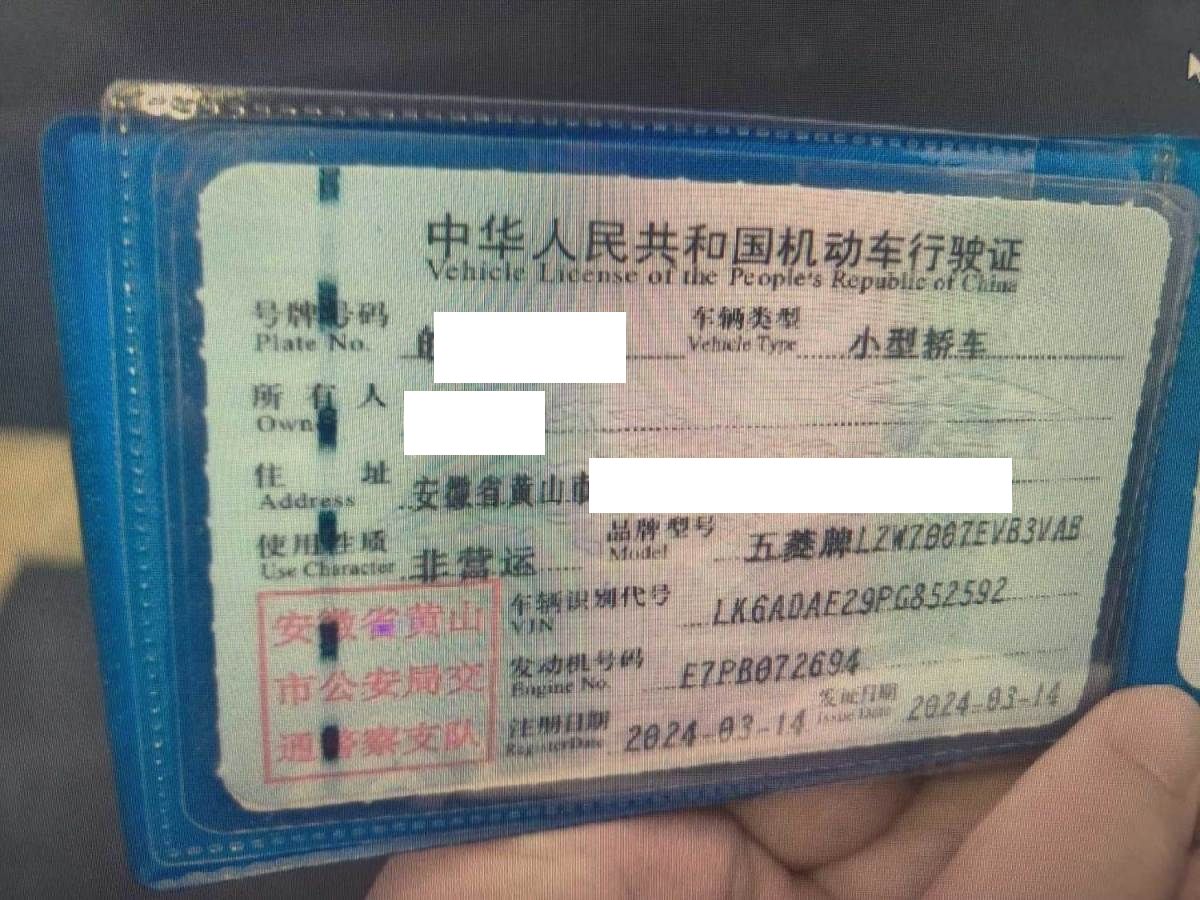 中华人民共和国机动车行驶证
Vehicle License of the People's Republic of China
号牌号码 皖 车辆类型 小型轿车
Plate No. Vehicle Type
所有人
Owner
住址 安徽省黄山市
Address
使用性质 非营运 品牌型号 五菱牌LZW7007EVB3VAB
Use Character Model
安徽省黄山
市公安局交
通警察支队
车辆识别代号 LK6ADAE29PG852592
VIN
发动机号码 E7PB072694
Engine No.
注册日期 2024-03-14 发证日期 2024-03-14
Register Date Issue Date